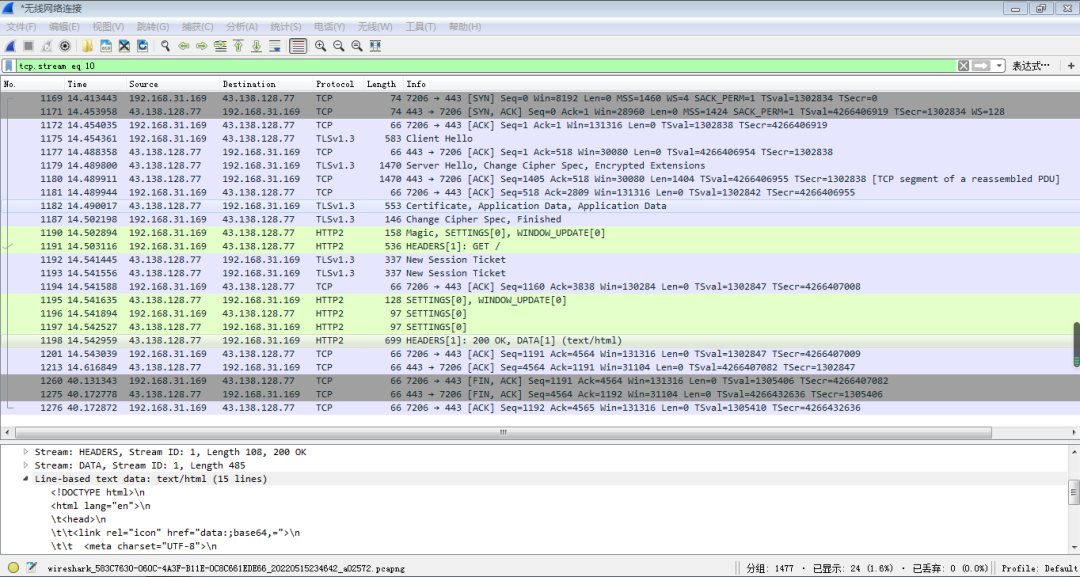 *无线网络连接
文件(F) 编辑(E) 视图(V) 跳转(G) 捕获(C) 分析(A) 统计(S) 电话(Y) 无线(W) 工具(T) 帮助(H)
tcp.stream eq 10 表达式… +
No. Time Source Destination Protocol Length Info
1169 14.413443 192.168.31.169 43.138.128.77 TCP 74 7206 → 443 [SYN] Seq=0 Win=8192 Len=0 MSS=1460 WS=4 SACK_PERM=1 TSval=1302834 TSecr=0
1171 14.453958 43.138.128.77 192.168.31.169 TCP 74 443 → 7206 [SYN, ACK] Seq=0 Ack=1 Win=28960 Len=0 MSS=1424 SACK_PERM=1 TSval=4266406919 TSecr=1302834 WS=128
1172 14.454035 192.168.31.169 43.138.128.77 TCP 66 7206 → 443 [ACK] Seq=1 Ack=1 Win=131316 Len=0 TSval=1302838 TSecr=4266406919
1175 14.454361 192.168.31.169 43.138.128.77 TLSv1.3 583 Client Hello
1177 14.488358 43.138.128.77 192.168.31.169 TCP 66 443 → 7206 [ACK] Seq=1 Ack=518 Win=30080 Len=0 TSval=4266406954 TSecr=1302838
1179 14.489800 43.138.128.77 192.168.31.169 TLSv1.3 1470 Server Hello, Change Cipher Spec, Encrypted Extensions
1180 14.489911 43.138.128.77 192.168.31.169 TCP 1470 443 → 7206 [ACK] Seq=1405 Ack=518 Win=30080 Len=1404 TSval=4266406955 TSecr=1302838 [TCP segment of a reassembled PDU]
1181 14.489944 192.168.31.169 43.138.128.77 TCP 66 7206 → 443 [ACK] Seq=518 Ack=2809 Win=131316 Len=0 TSval=1302842 TSecr=4266406955
1182 14.490017 43.138.128.77 192.168.31.169 TLSv1.3 553 Certificate, Application Data, Application Data
1187 14.502198 192.168.31.169 43.138.128.77 TLSv1.3 146 Change Cipher Spec, Finished
1190 14.502894 192.168.31.169 43.138.128.77 HTTP2 158 Magic, SETTINGS[0], WINDOW_UPDATE[0]
1191 14.503116 192.168.31.169 43.138.128.77 HTTP2 536 HEADERS[1]: GET /
1192 14.541445 43.138.128.77 192.168.31.169 TLSv1.3 337 New Session Ticket
1193 14.541556 43.138.128.77 192.168.31.169 TLSv1.3 337 New Session Ticket
1194 14.541588 192.168.31.169 43.138.128.77 TCP 66 7206 → 443 [ACK] Seq=1160 Ack=3838 Win=130284 Len=0 TSval=1302847 TSecr=4266407008
1195 14.541635 43.138.128.77 192.168.31.169 HTTP2 128 SETTINGS[0], WINDOW_UPDATE[0]
1196 14.541894 192.168.31.169 43.138.128.77 HTTP2 97 SETTINGS[0]
1197 14.542527 43.138.128.77 192.168.31.169 HTTP2 97 SETTINGS[0]
1198 14.542959 43.138.128.77 192.168.31.169 HTTP2 699 HEADERS[1]: 200 OK, DATA[1] (text/html)
1201 14.543039 192.168.31.169 43.138.128.77 TCP 66 7206 → 443 [ACK] Seq=1191 Ack=4564 Win=131316 Len=0 TSval=1302847 TSecr=4266407009
1213 14.616849 43.138.128.77 192.168.31.169 TCP 66 443 → 7206 [ACK] Seq=4564 Ack=1191 Win=31104 Len=0 TSval=4266407082 TSecr=1302847
1260 40.131343 192.168.31.169 43.138.128.77 TCP 66 7206 → 443 [FIN, ACK] Seq=1191 Ack=4564 Win=131316 Len=0 TSval=1305406 TSecr=4266407082
1275 40.172778 43.138.128.77 192.168.31.169 TCP 66 443 → 7206 [FIN, ACK] Seq=4564 Ack=1192 Win=31104 Len=0 TSval=4266432636 TSecr=1305406
1276 40.172872 192.168.31.169 43.138.128.77 TCP 66 7206 → 443 [ACK] Seq=1192 Ack=4565 Win=131316 Len=0 TSval=1305410 TSecr=4266432636
Stream: HEADERS, Stream ID: 1, Length 108, 200 OK
Stream: DATA, Stream ID: 1, Length 485
Line-based text data: text/html (15 lines)
<!DOCTYPE html>\n
<html lang="en">\n
\t<head>\n
\t\t<link rel="icon" href="data:;base64,=">\n
\t\t <meta charset="UTF-8">\n
wireshark_583C7630-060C-4A3F-B11E-0C8C661EDE66_20220515234642_a02572.pcapng 分组: 1477 · 已显示: 24 (1.6%) · 已丢弃: 0 (0.0%) Profile: Default